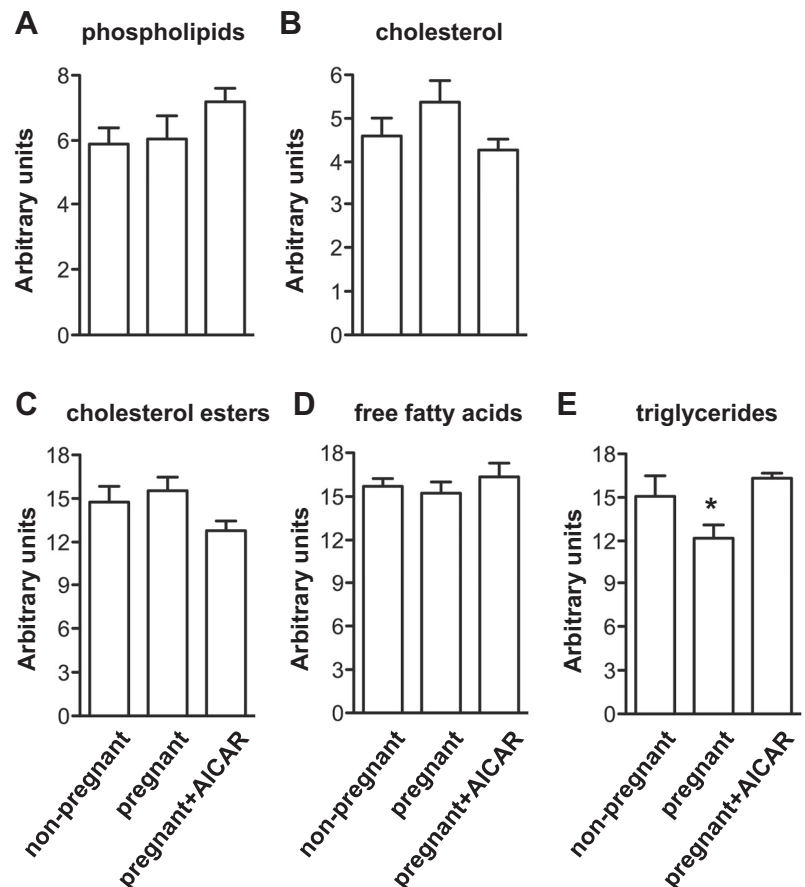 A phospholipids
B cholesterol
Arbitrary units
8
6
4
2
0
Arbitrary units
6
5
4
3
2
1
0
C cholesterol esters
D free fatty acids
E triglycerides
Arbitrary units
18
15
12
9
6
3
0
Arbitrary units
18
15
12
9
6
3
0
Arbitrary units
18
15
12
9
6
3
0
*
non-pregnant
pregnant
pregnant+AICAR
non-pregnant
pregnant
pregnant+AICAR
non-pregnant
pregnant
pregnant+AICAR